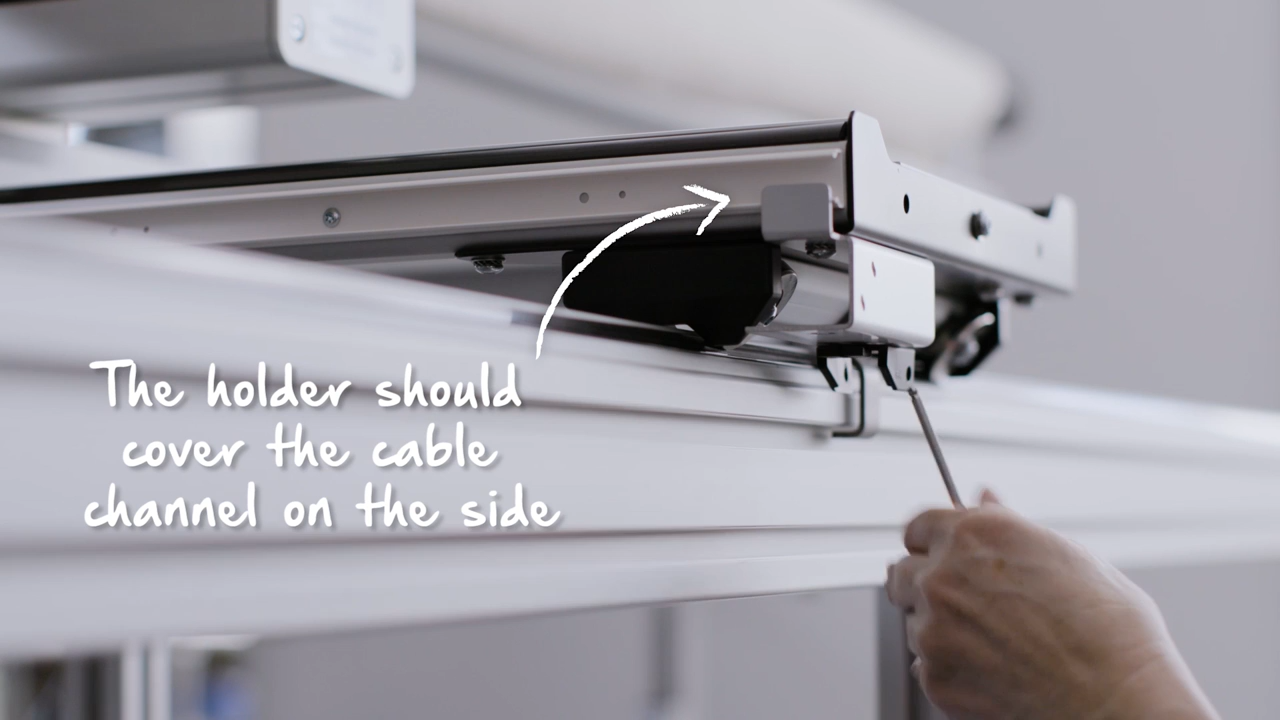 The holder should
cover the cable
channel on the side